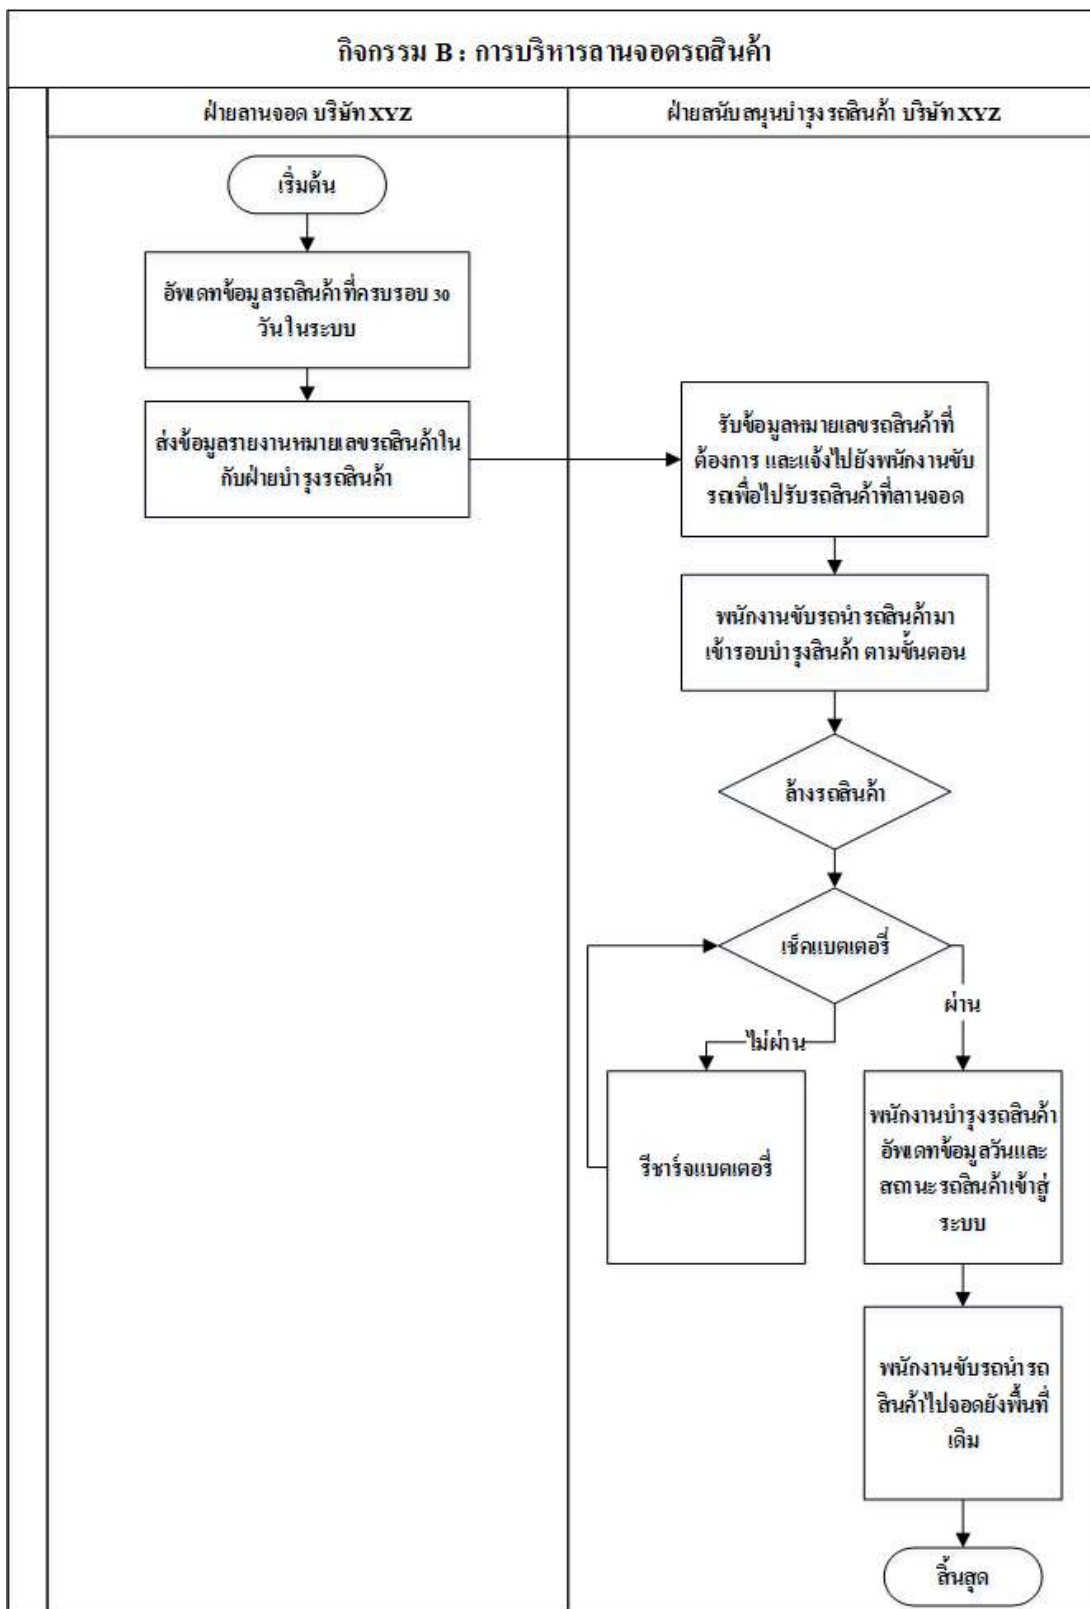 กิจกรรม B : การบริหารลานจอดรถสินค้า
ฝ่ายลานจอด บริษัท XYZ
ฝ่ายสนับสนุนบำรุงรถสินค้า บริษัท XYZ
เริ่มต้น
อัพเดทข้อมูลรถสินค้าที่ครบรอบ 30
วัน ในระบบ
ส่งข้อมูลรายงานหมายเลขรถสินค้าใน
กับฝ่ายบำรุงรถสินค้า
รับข้อมูลหมายเลขรถสินค้าที่
ต้องการ และแจ้งไปยังพนักงานขับ
รถเพื่อไปรับรถสินค้าที่ลานจอด
พนักงานขับรถนำรถสินค้ามา
เข้ารอบบำรุงสินค้า ตามขั้นตอน
ล้างรถสินค้า
เช็คแบตเตอรี่
ผ่าน
ไม่ผ่าน
รีชาร์จแบตเตอรี่
พนักงานบำรุงรถสินค้า
อัพเดทข้อมูลวันและ
สถานะรถสินค้าเข้าสู่
ระบบ
พนักงานขับรถนำรถ
สินค้าไปจอดยังพื้นที่
เดิม
สิ้นสุด